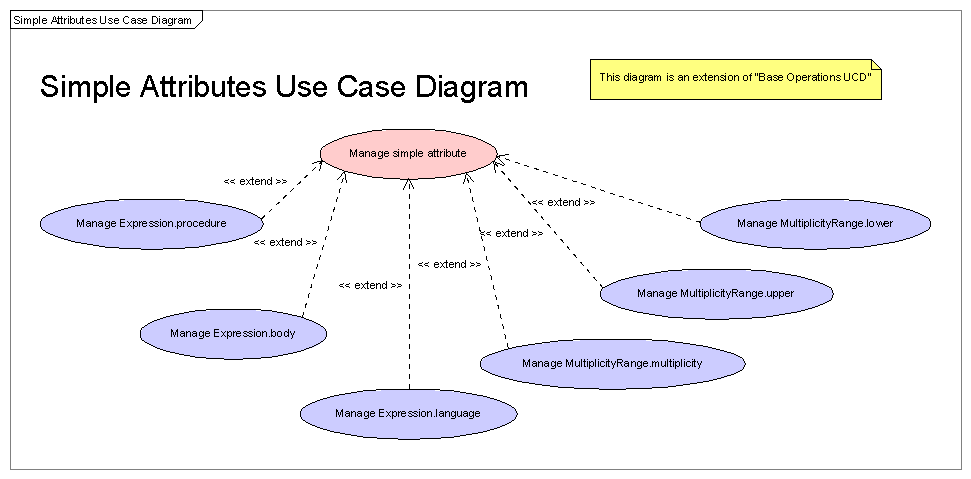 Simple Attributes Use Case Diagram
Simple Attributes Use Case Diagram
This diagram is an extension of "Base Operations UCD"
Manage simple attribute
<< extend >>
<< extend >>
Manage Expression.procedure
Manage MultiplicityRange.lower
<< extend >>
<< extend >>
<< extend >>
<< extend >>
Manage MultiplicityRange.upper
Manage Expression.body
Manage MultiplicityRange.multiplicity
Manage Expression.language